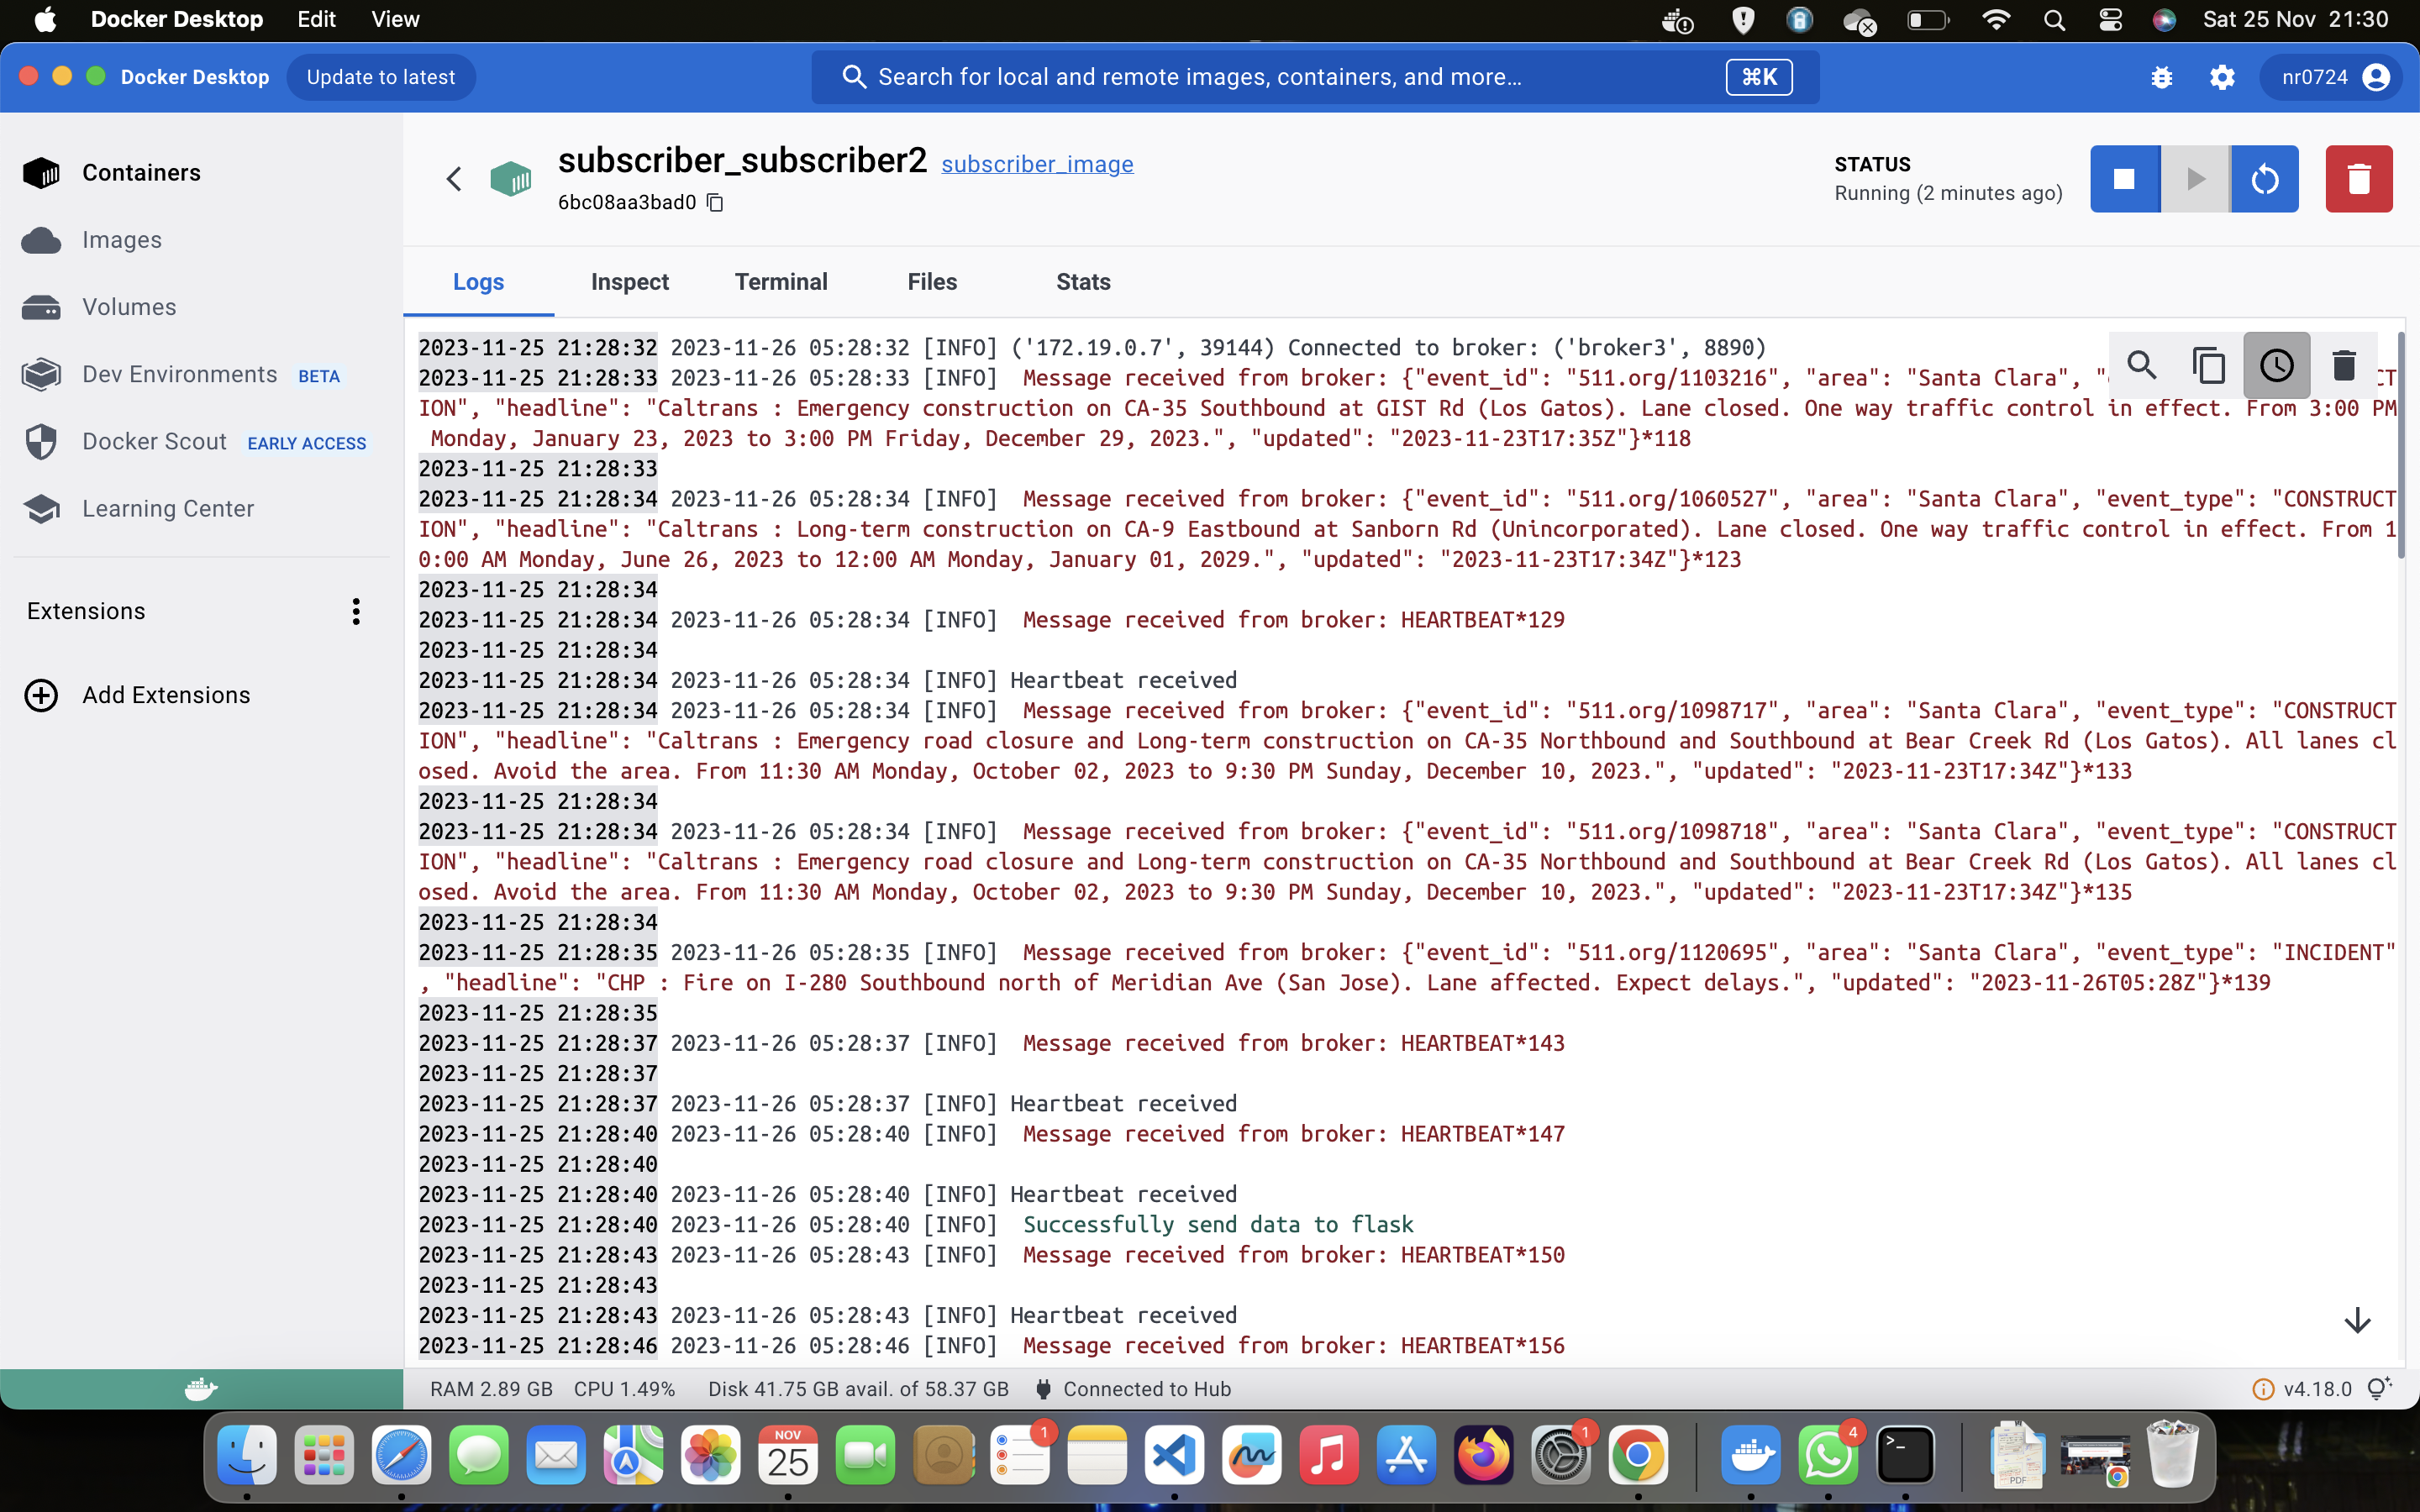 Docker Desktop Edit View Sat 25 Nov 21:30
Docker Desktop Update to latest Search for local and remote images, containers, and more... ⌘K nr0724
Containers
Images
Volumes
Dev Environments BETA
Docker Scout EARLY ACCESS
Learning Center
Extensions
Add Extensions
subscriber_subscriber2 subscriber_image
6bc08aa3bad0
STATUS
Running (2 minutes ago)
Logs Inspect Terminal Files Stats
2023-11-25 21:28:32 2023-11-26 05:28:32 [INFO] ('172.19.0.7', 39144) Connected to broker: ('broker3', 8890)
2023-11-25 21:28:33 2023-11-26 05:28:33 [INFO] Message received from broker: {"event_id": "511.org/1103216", "area": "Santa Clara", " CT
ION", "headline": "Caltrans : Emergency construction on CA-35 Southbound at GIST Rd (Los Gatos). Lane closed. One way traffic control in effect. From 3:00 PM
Monday, January 23, 2023 to 3:00 PM Friday, December 29, 2023.", "updated": "2023-11-23T17:35Z"}*118
2023-11-25 21:28:33
2023-11-25 21:28:34 2023-11-26 05:28:34 [INFO] Message received from broker: {"event_id": "511.org/1060527", "area": "Santa Clara", "event_type": "CONSTRUCT
ION", "headline": "Caltrans : Long-term construction on CA-9 Eastbound at Sanborn Rd (Unincorporated). Lane closed. One way traffic control in effect. From 1
0:00 AM Monday, June 26, 2023 to 12:00 AM Monday, January 01, 2029.", "updated": "2023-11-23T17:34Z"}*123
2023-11-25 21:28:34
2023-11-25 21:28:34 2023-11-26 05:28:34 [INFO] Message received from broker: HEARTBEAT*129
2023-11-25 21:28:34
2023-11-25 21:28:34 2023-11-26 05:28:34 [INFO] Heartbeat received
2023-11-25 21:28:34 2023-11-26 05:28:34 [INFO] Message received from broker: {"event_id": "511.org/1098717", "area": "Santa Clara", "event_type": "CONSTRUCT
ION", "headline": "Caltrans : Emergency road closure and Long-term construction on CA-35 Northbound and Southbound at Bear Creek Rd (Los Gatos). All lanes cl
osed. Avoid the area. From 11:30 AM Monday, October 02, 2023 to 9:30 PM Sunday, December 10, 2023.", "updated": "2023-11-23T17:34Z"}*133
2023-11-25 21:28:34
2023-11-25 21:28:34 2023-11-26 05:28:34 [INFO] Message received from broker: {"event_id": "511.org/1098718", "area": "Santa Clara", "event_type": "CONSTRUCT
ION", "headline": "Caltrans : Emergency road closure and Long-term construction on CA-35 Northbound and Southbound at Bear Creek Rd (Los Gatos). All lanes cl
osed. Avoid the area. From 11:30 AM Monday, October 02, 2023 to 9:30 PM Sunday, December 10, 2023.", "updated": "2023-11-23T17:34Z"}*135
2023-11-25 21:28:34
2023-11-25 21:28:35 2023-11-26 05:28:35 [INFO] Message received from broker: {"event_id": "511.org/1120695", "area": "Santa Clara", "event_type": "INCIDENT"
, "headline": "CHP : Fire on I-280 Southbound north of Meridian Ave (San Jose). Lane affected. Expect delays.", "updated": "2023-11-26T05:28Z"}*139
2023-11-25 21:28:35
2023-11-25 21:28:37 2023-11-26 05:28:37 [INFO] Message received from broker: HEARTBEAT*143
2023-11-25 21:28:37
2023-11-25 21:28:37 2023-11-26 05:28:37 [INFO] Heartbeat received
2023-11-25 21:28:40 2023-11-26 05:28:40 [INFO] Message received from broker: HEARTBEAT*147
2023-11-25 21:28:40
2023-11-25 21:28:40 2023-11-26 05:28:40 [INFO] Heartbeat received
2023-11-25 21:28:40 2023-11-26 05:28:40 [INFO] Successfully send data to flask
2023-11-25 21:28:43 2023-11-26 05:28:43 [INFO] Message received from broker: HEARTBEAT*150
2023-11-25 21:28:43
2023-11-25 21:28:43 2023-11-26 05:28:43 [INFO] Heartbeat received
2023-11-25 21:28:46 2023-11-26 05:28:46 [INFO] Message received from broker: HEARTBEAT*156
RAM 2.89 GB CPU 1.49% Disk 41.75 GB avail. of 58.37 GB Connected to Hub v4.18.0
NOV
25
1
1
4
PDF